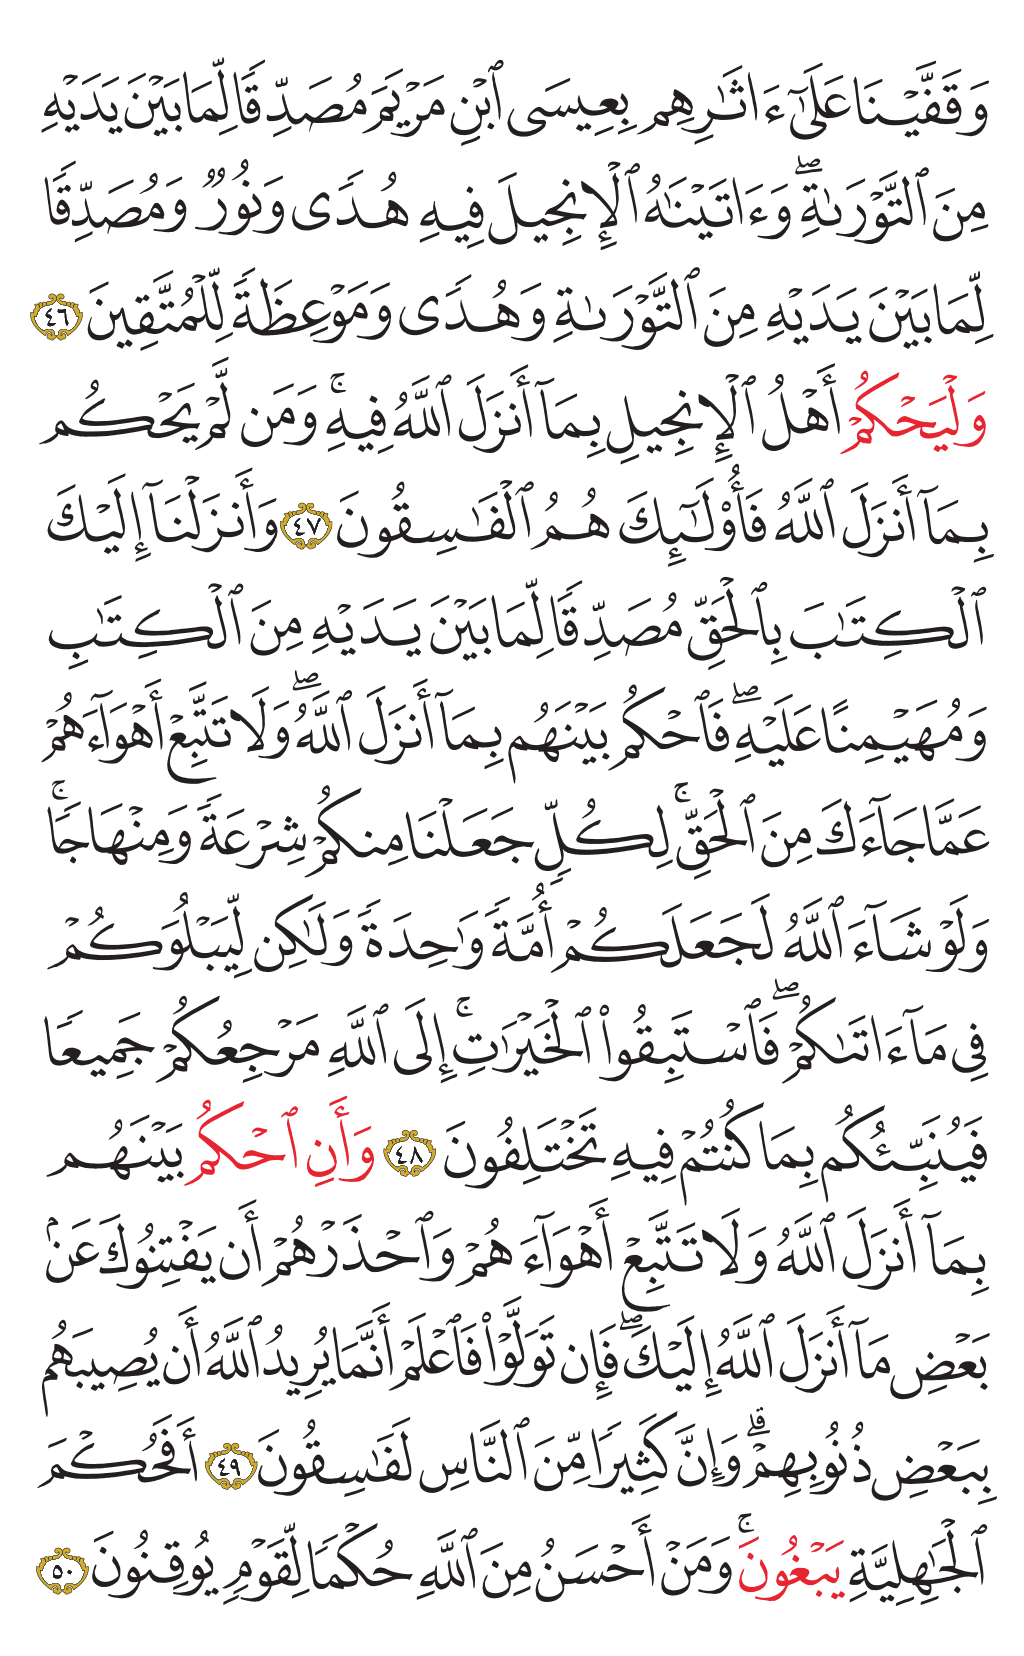 وَقَفَّيْنَا عَلَىٰٓ ءَاثَٰرِهِم بِعِيسَى ٱبْنِ مَرْيَمَ مُصَدِّقًا لِّمَا بَيْنَ يَدَيْهِ
مِنَ ٱلتَّوْرَىٰةِۖ وَءَاتَيْنَٰهُ ٱلْإِنجِيلَ فِيهِ هُدًى وَنُورٌ وَمُصَدِّقًا
لِّمَا بَيْنَ يَدَيْهِ مِنَ ٱلتَّوْرَىٰةِ وَهُدًى وَمَوْعِظَةً لِّلْمُتَّقِينَ ٤٦
وَلْيَحْكُمْ أَهْلُ ٱلْإِنجِيلِ بِمَآ أَنزَلَ ٱللَّهُ فِيهِۚ وَمَن لَّمْ يَحْكُم
بِمَآ أَنزَلَ ٱللَّهُ فَأُو۟لَٰٓئِكَ هُمُ ٱلْفَٰسِقُونَ ٤٧ وَأَنزَلْنَآ إِلَيْكَ
ٱلْكِتَٰبَ بِٱلْحَقِّ مُصَدِّقًا لِّمَا بَيْنَ يَدَيْهِ مِنَ ٱلْكِتَٰبِ
وَمُهَيْمِنًا عَلَيْهِۖ فَٱحْكُم بَيْنَهُم بِمَآ أَنزَلَ ٱللَّهُۖ وَلَا تَتَّبِعْ أَهْوَآءَهُمْ
عَمَّا جَآءَكَ مِنَ ٱلْحَقِّۚ لِكُلٍّ جَعَلْنَا مِنكُمْ شِرْعَةً وَمِنْهَاجًاۚ
وَلَوْ شَآءَ ٱللَّهُ لَجَعَلَكُمْ أُمَّةً وَٰحِدَةً وَلَٰكِن لِّيَبْلُوَكُمْ
فِى مَآ ءَاتَىٰكُمْۖ فَٱسْتَبِقُوا۟ ٱلْخَيْرَٰتِۚ إِلَى ٱللَّهِ مَرْجِعُكُمْ جَمِيعًا
فَيُنَبِّئُكُم بِمَا كُنتُمْ فِيهِ تَخْتَلِفُونَ ٤٨ وَأَنِ ٱحْكُم بَيْنَهُم
بِمَآ أَنزَلَ ٱللَّهُ وَلَا تَتَّبِعْ أَهْوَآءَهُمْ وَٱحْذَرْهُمْ أَن يَفْتِنُوكَ عَنۢ
بَعْضِ مَآ أَنزَلَ ٱللَّهُ إِلَيْكَۖ فَإِن تَوَلَّوْا۟ فَٱعْلَمْ أَنَّمَا يُرِيدُ ٱللَّهُ أَن يُصِيبَهُم
بِبَعْضِ ذُنُوبِهِمْۗ وَإِنَّ كَثِيرًا مِّنَ ٱلنَّاسِ لَفَٰسِقُونَ ٤٩ أَفَحُكْمَ
ٱلْجَٰهِلِيَّةِ يَبْغُونَۚ وَمَنْ أَحْسَنُ مِنَ ٱللَّهِ حُكْمًا لِّقَوْمٍ يُوقِنُونَ ٥٠